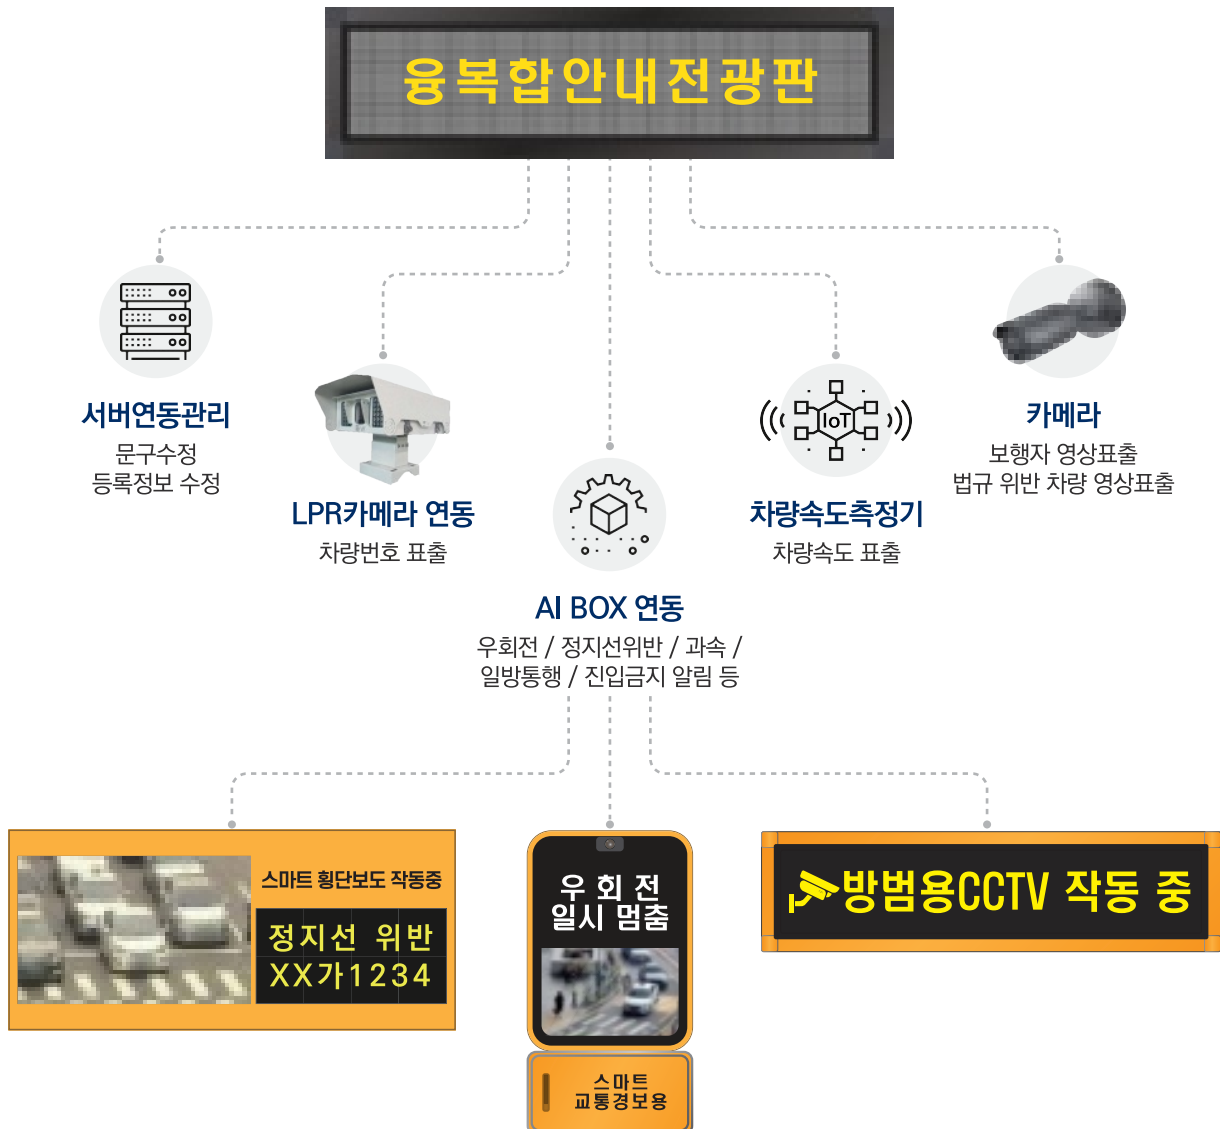 융복합안내전광판
서버연동관리
문구수정
등록정보 수정
LPR카메라 연동
차량번호 표출
AI BOX 연동
우회전 / 정지선위반 / 과속 /
일방통행 / 진입금지 알림 등
IoT
차량속도측정기
차량속도 표출
카메라
보행자 영상표출
법규 위반 차량 영상표출
스마트 횡단보도 작동중
정지선 위반
XX가1234
우회전
일시 멈춤
스마트
교통경보용
방범용CCTV 작동 중